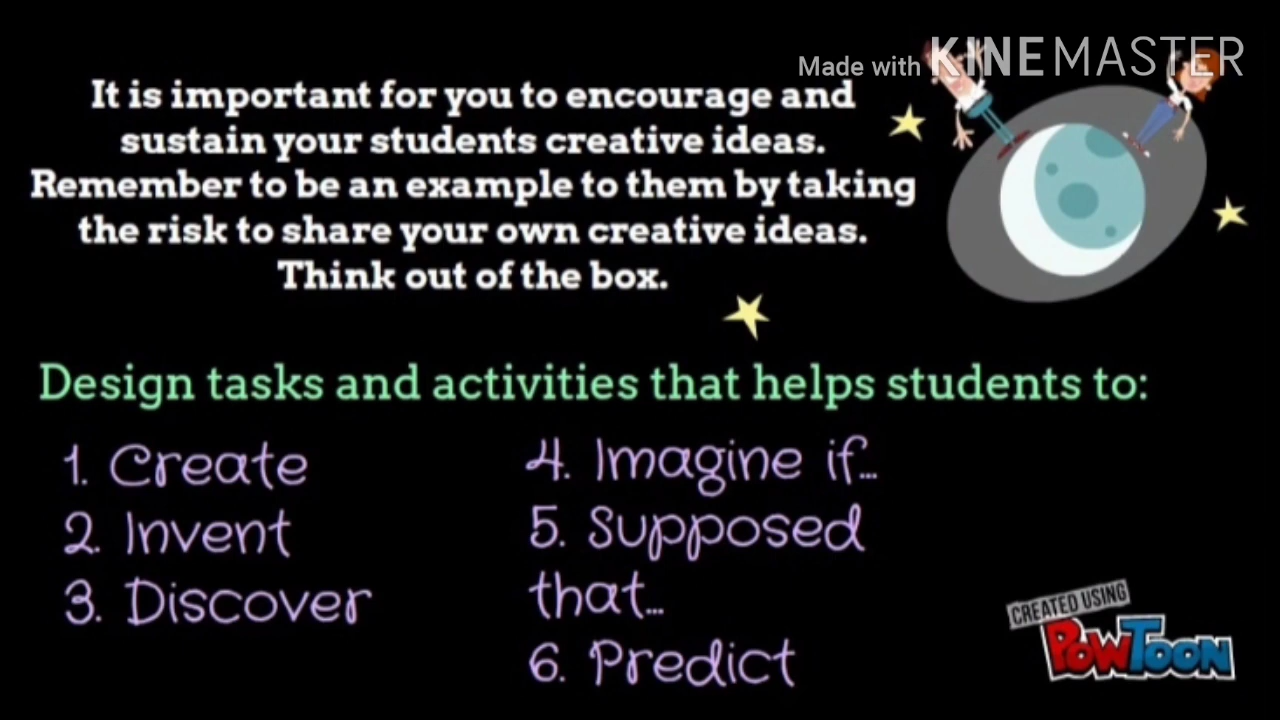 Made with KINEMASTER
It is important for you to encourage and
sustain your students creative ideas.
Remember to be an example to them by taking
the risk to share your own creative ideas.
Think out of the box.
Design tasks and activities that helps students to:
1. Create
2. Invent
3. Discover
4. Imagine if...
5. Supposed
that...
6. Predict
CREATED USING
POWTOON